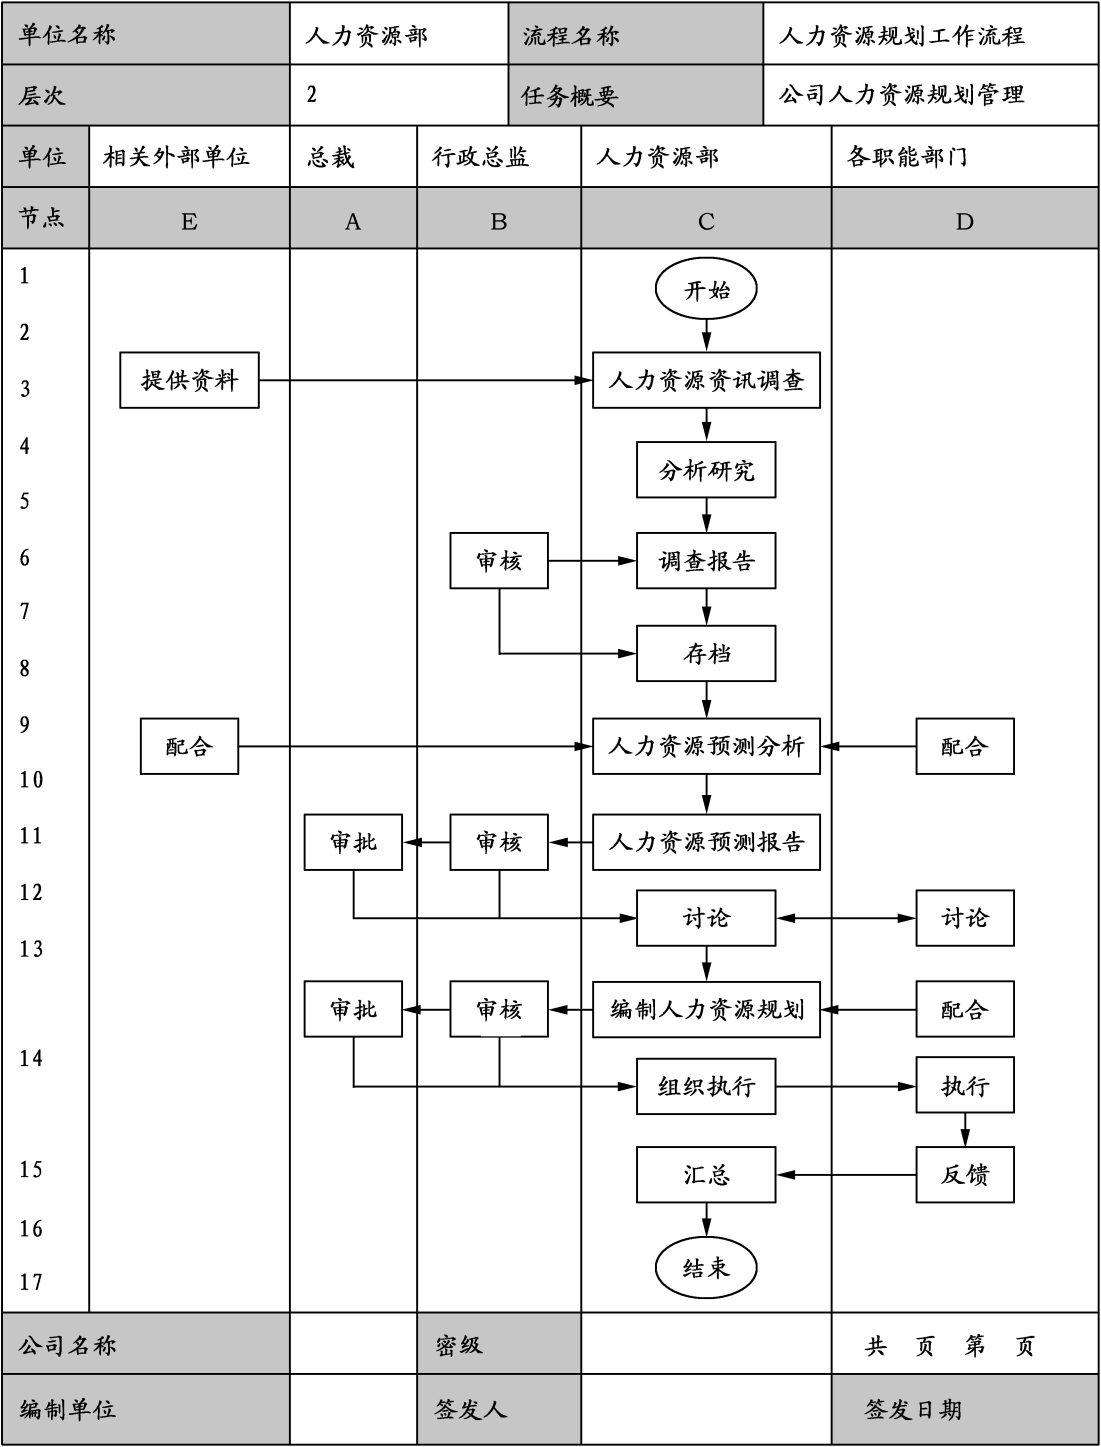 单位名称 人力资源部 流程名称 人力资源规划工作流程
层次 2 任务概要 公司人力资源规划管理
单位 相关外部单位 总裁 行政总监 人力资源部 各职能部门
节点 E A B C D
1
开始
2
提供资料 人力资源资讯调查
3
4
分析研究
5
6 审核 调查报告
7
存档
8
9
配合 人力资源预测分析 配合
10
11 审批 审核 人力资源预测报告
12
讨论 讨论
13
审批 审核 编制人力资源规划 配合
14
组织执行 执行
15 汇总 反馈
16
结束
17
公司名称 密级 共 页 第 页
编制单位 签发人 签发日期